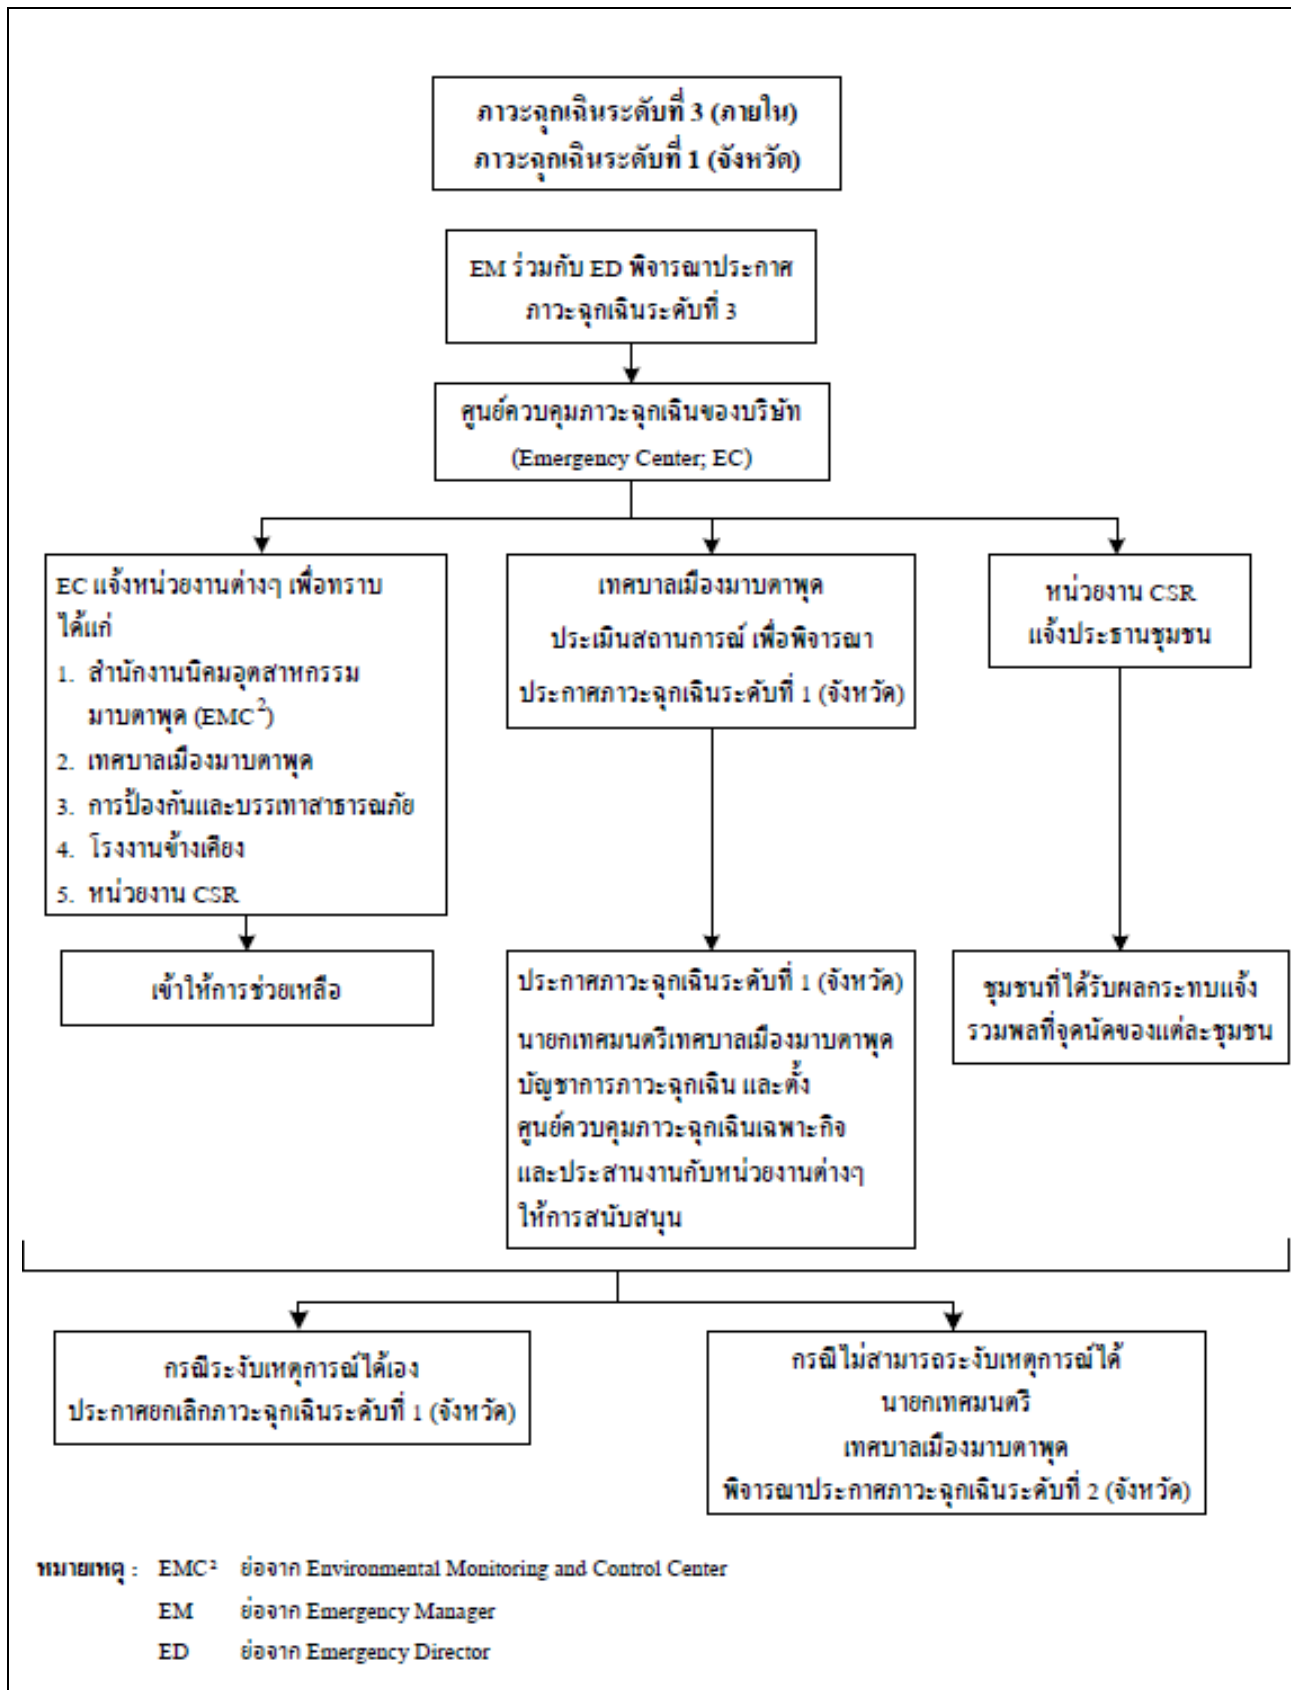 ภาวะฉุกเฉินระดับที่ 3 (ภายใน)
ภาวะฉุกเฉินระดับที่ 1 (จังหวัด)
EM ร่วมกับ ED พิจารณาประกาศ
ภาวะฉุกเฉินระดับที่ 3
ศูนย์ควบคุมภาวะฉุกเฉินของบริษัท
(Emergency Center; EC)
EC แจ้งหน่วยงานต่างๆ เพื่อทราบ
ได้แก่
1. สำนักงานนิคมอุตสาหกรรม
มาบตาพุด (EMC²)
2. เทศบาลเมืองมาบตาพุด
3. การป้องกันและบรรเทาสาธารณภัย
4. โรงงานข้างเคียง
5. หน่วยงาน CSR
เทศบาลเมืองมาบตาพุด
ประเมินสถานการณ์ เพื่อพิจารณา
ประกาศภาวะฉุกเฉินระดับที่ 1 (จังหวัด)
หน่วยงาน CSR
แจ้งประธานชุมชน
เข้าให้การช่วยเหลือ
ประกาศภาวะฉุกเฉินระดับที่ 1 (จังหวัด)
นายกเทศมนตรีเทศบาลเมืองมาบตาพุด
บัญชาการภาวะฉุกเฉิน และตั้ง
ศูนย์ควบคุมภาวะฉุกเฉินเฉพาะกิจ
และประสานงานกับหน่วยงานต่างๆ
ให้การสนับสนุน
ชุมชนที่ได้รับผลกระทบแจ้ง
รวมพลที่จุดนัดของแต่ละชุมชน
กรณีระงับเหตุการณ์ได้เอง
ประกาศยกเลิกภาวะฉุกเฉินระดับที่ 1 (จังหวัด)
กรณีไม่สามารถระงับเหตุการณ์ได้
นายกเทศมนตรี
เทศบาลเมืองมาบตาพุด
พิจารณาประกาศภาวะฉุกเฉินระดับที่ 2 (จังหวัด)
หมายเหตุ : EMC² ย่อจาก Environmental Monitoring and Control Center
EM ย่อจาก Emergency Manager
ED ย่อจาก Emergency Director